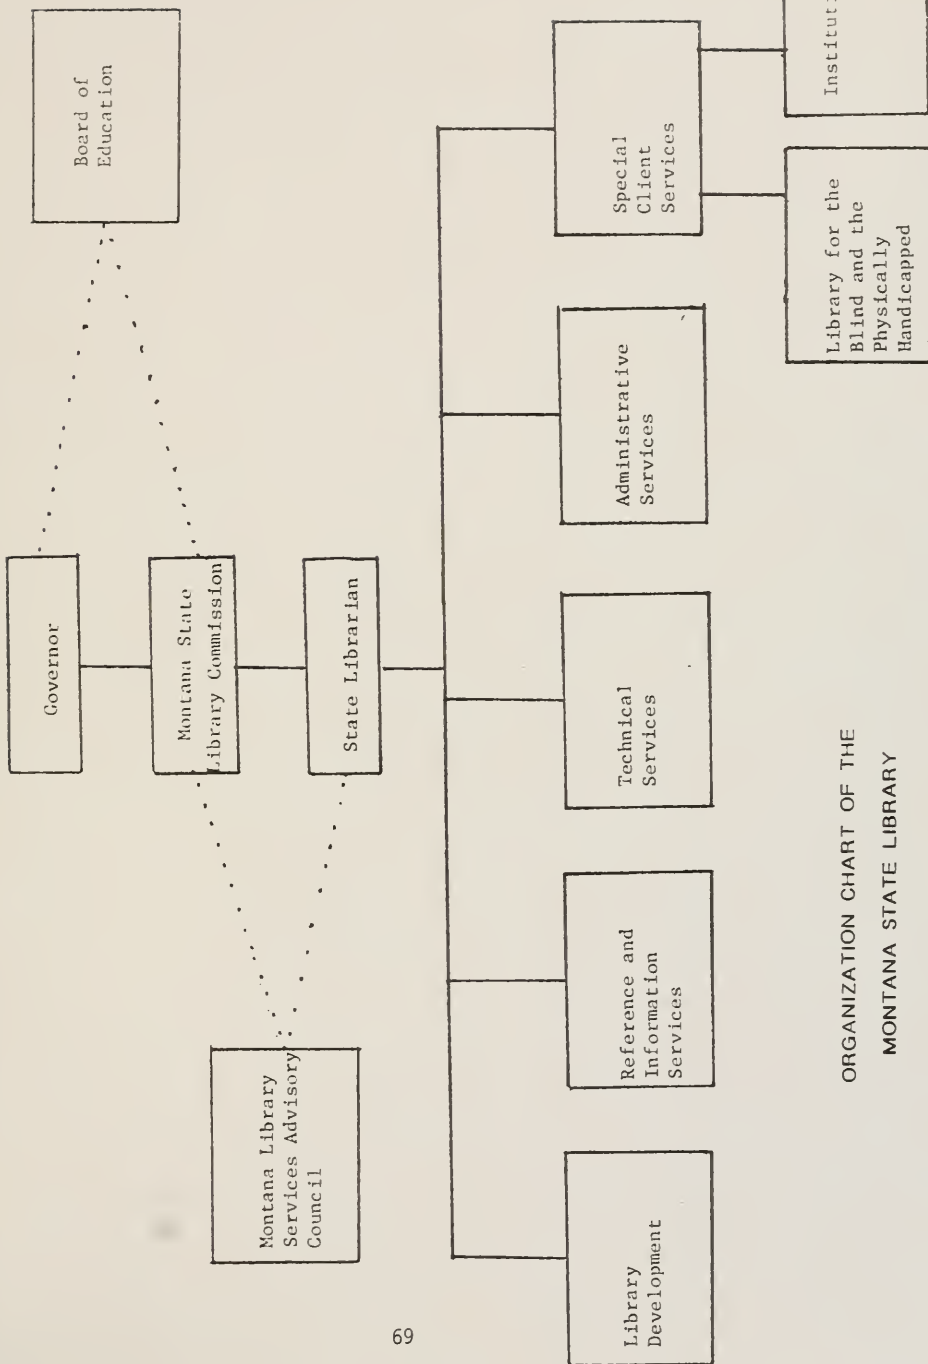 Governor
Board of
Education
Montana State
Library Commission
Montana Library
Services Advisory
Council
State Librarian
Library
Development
Reference and
Information
Services
Technical
Services
Administrative
Services
Special
Client
Services
Library for the
Blind and the
Physically
Handicapped
ORGANIZATION CHART OF THE
MONTANA STATE LIBRARY
69